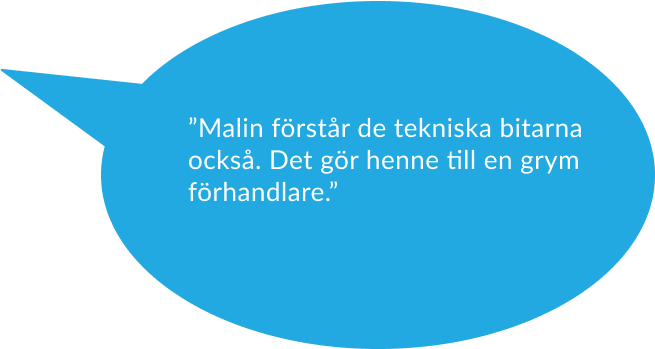 ”Malin förstår de tekniska bitarna
också. Det gör henne till en grym
förhandlare.”